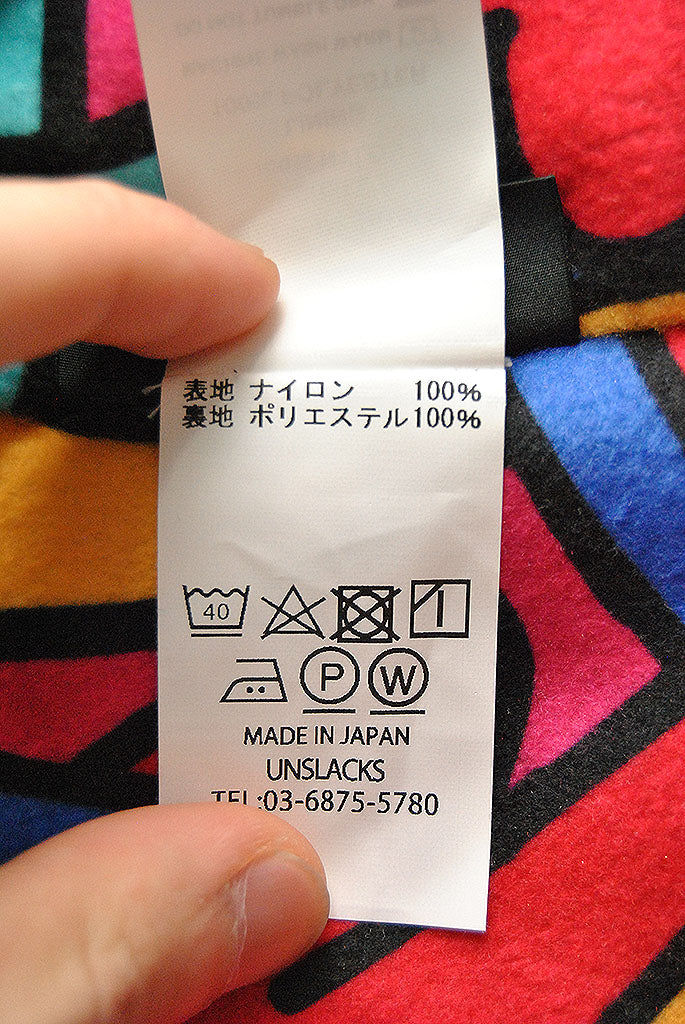 表地 ナイロン 100%
裏地 ポリエステル100%
40
P W
MADE IN JAPAN
UNSLACKS
TEL:03-6875-5780